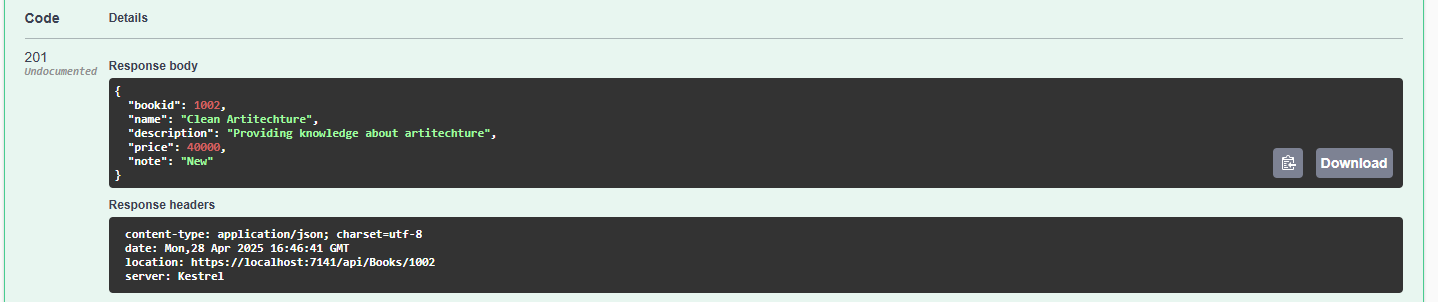 Code Details
201
Undocumented
Response body
{
  "bookid": 1002,
  "name": "Clean Artitechture",
  "description": "Providing knowledge about artitechture",
  "price": 40000,
  "note": "New"
}
Download
Response headers
content-type: application/json; charset=utf-8
date: Mon,28 Apr 2025 16:46:41 GMT
location: https://localhost:7141/api/Books/1002
server: Kestrel